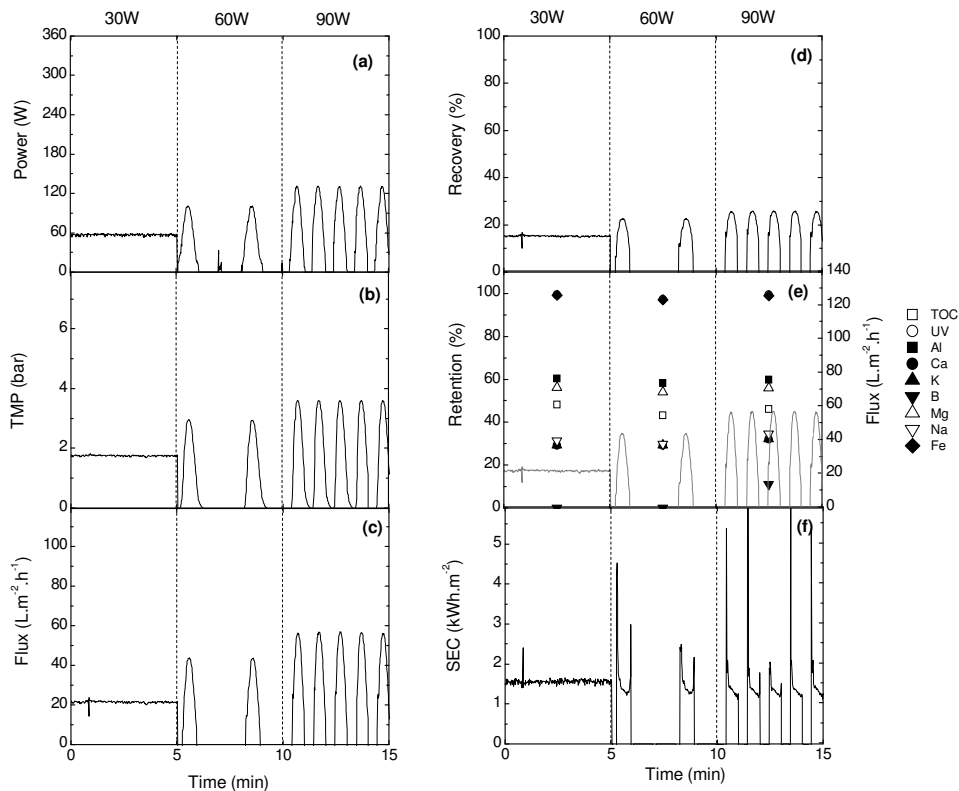 30W 60W 90W
30W 60W 90W
(a)
Power (W)
360
300
240
180
120
60
0
(b)
TMP (bar)
6
4
2
0
(c)
Flux (L.m-2.h-1)
100
80
60
40
20
0
0 5 10 15
Time (min)
(d)
Recovery (%)
100
80
60
40
20
0
(e)
Retention (%)
100
80
60
40
20
0
140
120
100
80
60
40
20
0
Flux (L.m-2.h-1)
TOC
UV
Al
Ca
K
B
Mg
Na
Fe
(f)
SEC (kWh.m-2)
5
4
3
2
1
0
0 5 10 15
Time (min)